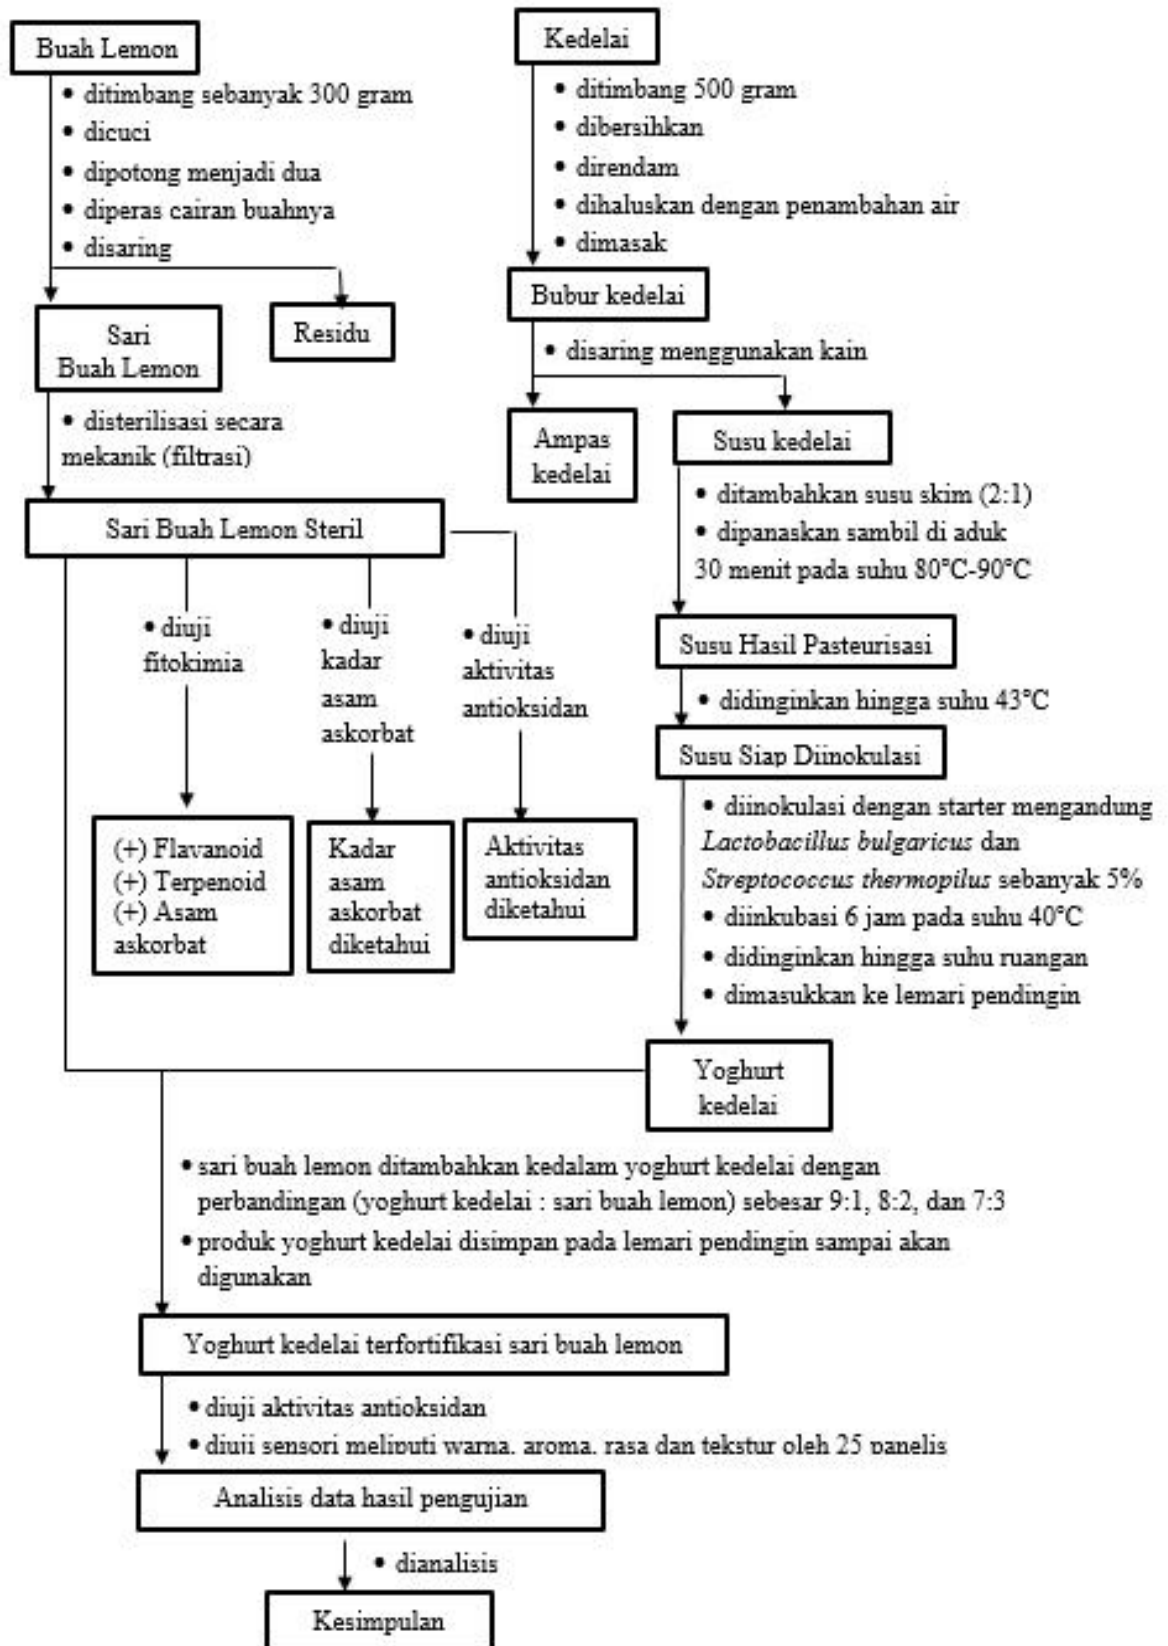 Buah Lemon
• ditimbang sebanyak 300 gram
• dicuci
• dipotong menjadi dua
• diperas cairan buahnya
• disaring
Sari
Buah Lemon
Residu
• disterilisasi secara
mekanik (filtrasi)
Sari Buah Lemon Steril
• diuji
fitokimia
• diuji
kadar
asam
askorbat
• diuji
aktivitas
antioksidan
(+) Flavanoid
(+) Terpenoid
(+) Asam
askorbat
Kadar
asam
askorbat
diketahui
Aktivitas
antioksidan
diketahui
Kedelai
• ditimbang 500 gram
• dibersihkan
• direndam
• dihaluskan dengan penambahan air
• dimasak
Bubur kedelai
• disaring menggunakan kain
Ampas
kedelai
Susu kedelai
• ditambahkan susu skim (2:1)
• dipanaskan sambil di aduk
30 menit pada suhu 80°C-90°C
Susu Hasil Pasteurisasi
• didinginkan hingga suhu 43°C
Susu Siap Diinokulasi
• diinokulasi dengan starter mengandung
Lactobacillus bulgaricus dan
Streptococcus thermopilus sebanyak 5%
• diinkubasi 6 jam pada suhu 40°C
• didinginkan hingga suhu ruangan
• dimasukkan ke lemari pendingin
Yoghurt
kedelai
• sari buah lemon ditambahkan kedalam yoghurt kedelai dengan
perbandingan (yoghurt kedelai : sari buah lemon) sebesar 9:1, 8:2, dan 7:3
• produk yoghurt kedelai disimpan pada lemari pendingin sampai akan
digunakan
Yoghurt kedelai terfortifikasi sari buah lemon
• diuji aktivitas antioksidan
• diuji sensori meliputi warna, aroma, rasa dan tekstur oleh 25 panelis
Analisis data hasil pengujian
• dianalisis
Kesimpulan